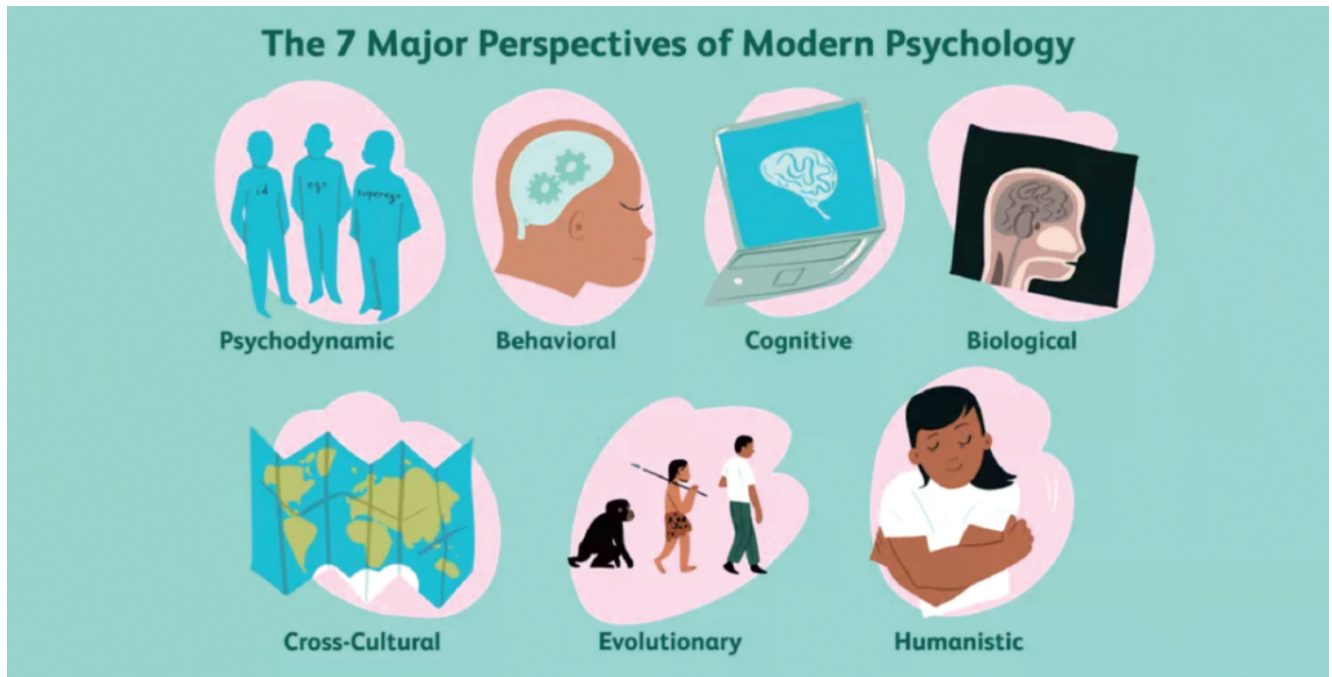 The 7 Major Perspectives of Modern Psychology
id
ego
superego
Psychodynamic
Behavioral
Cognitive
Biological
Cross-Cultural
Evolutionary
Humanistic